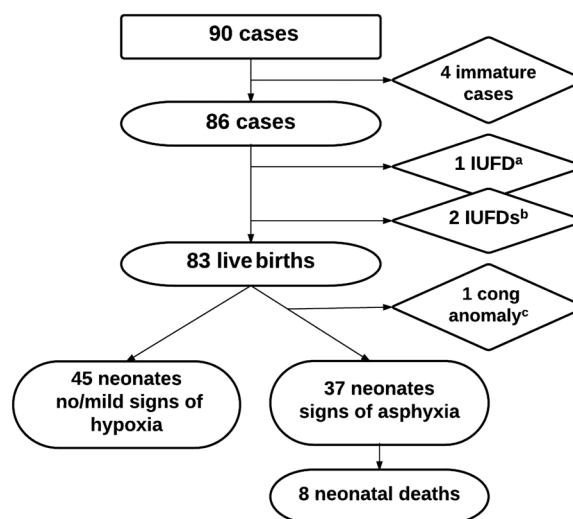 90 cases
4 immature
cases
86 cases
1 IUFDᵃ
2 IUFDsᵇ
83 live births
1 cong
anomalyᶜ
45 neonates
no/mild signs of
hypoxia
37 neonates
signs of asphyxia
8 neonatal deaths